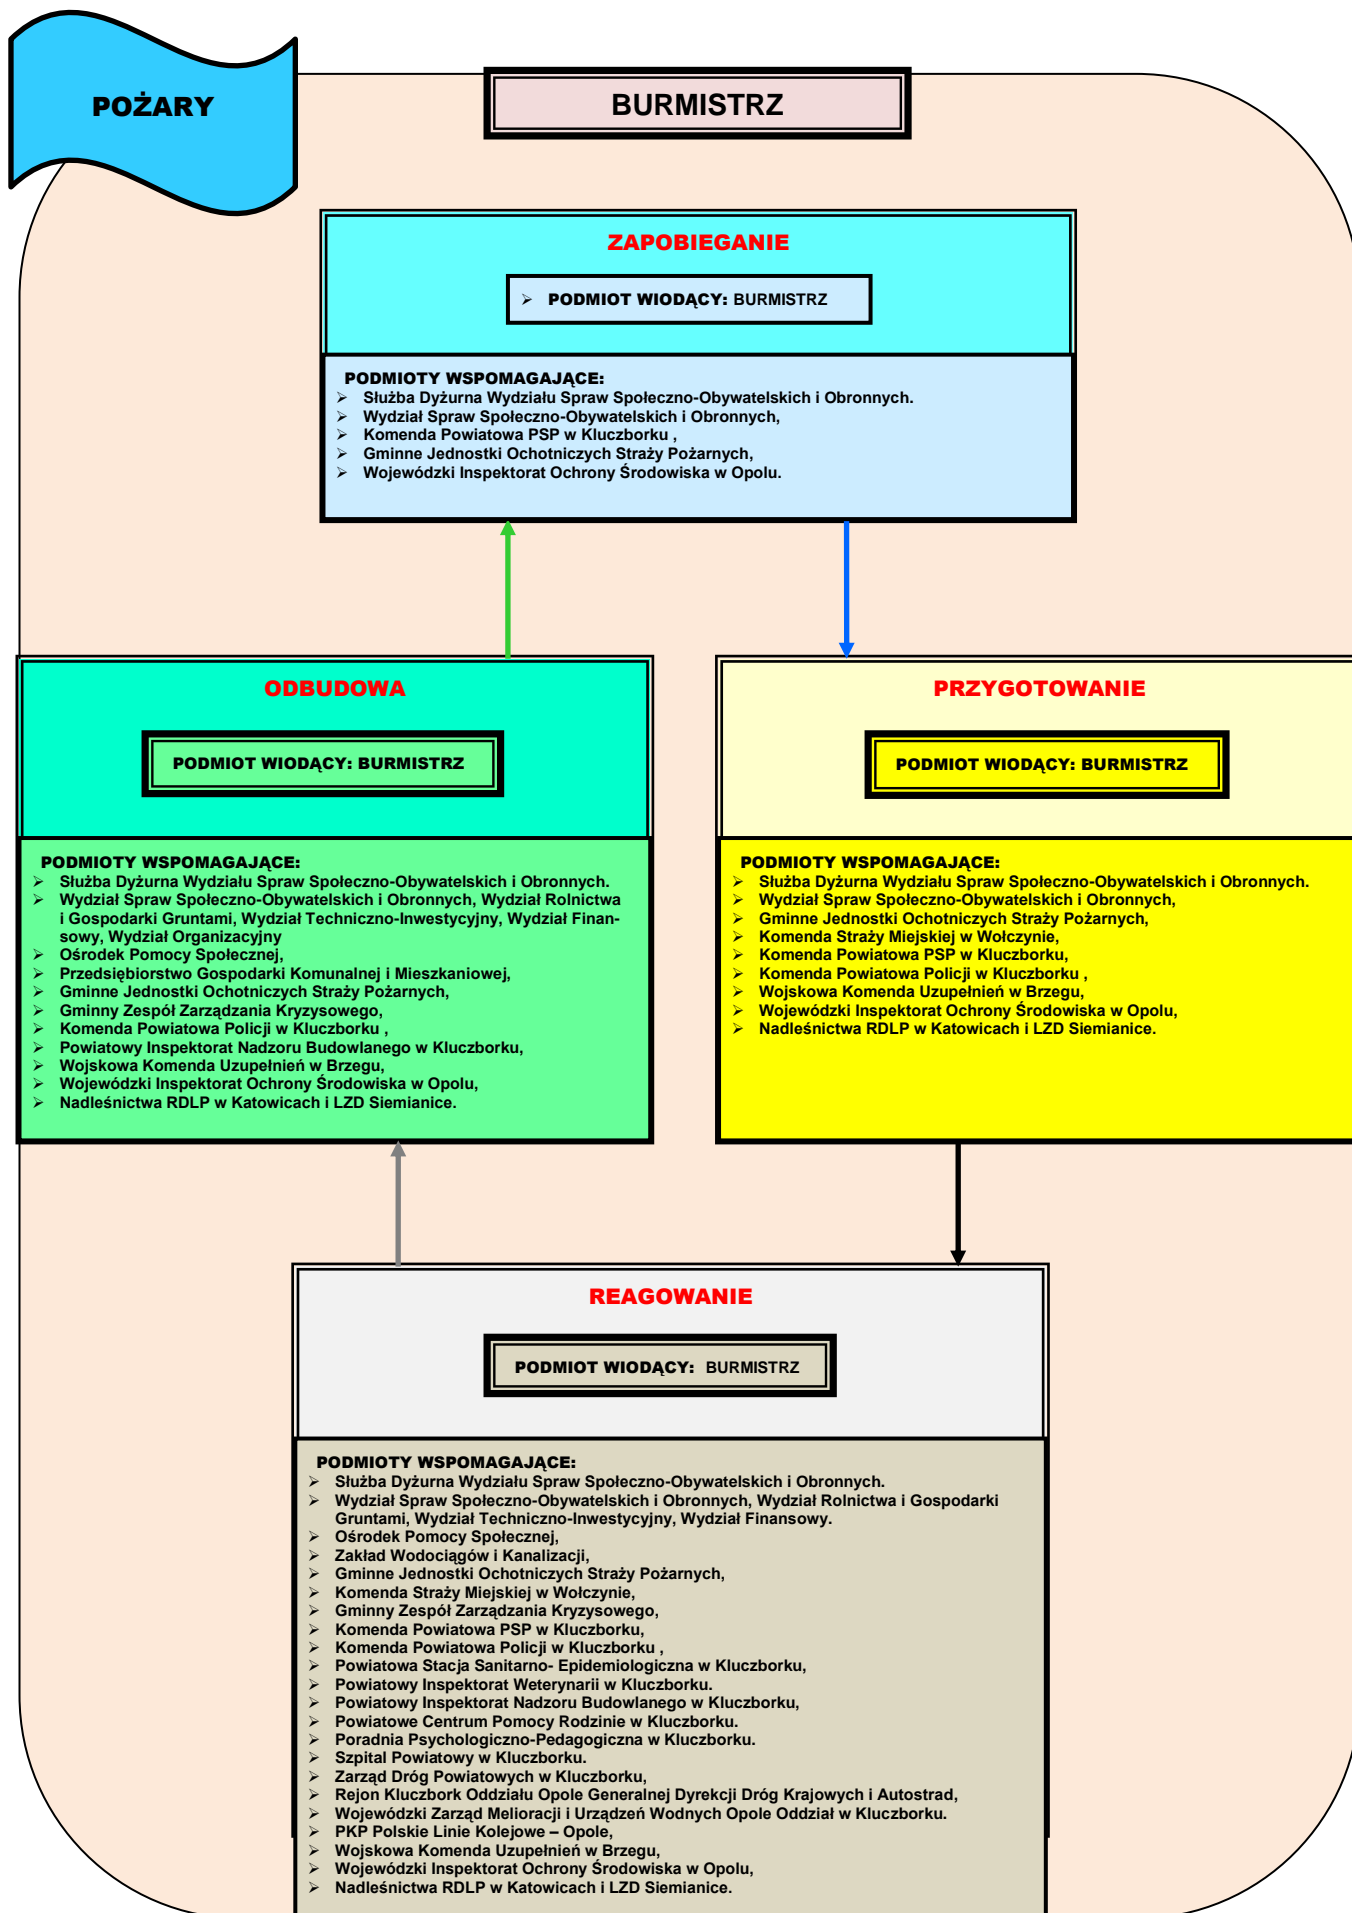 POŻARY
BURMISTRZ
ZAPOBIEGANIE
➢ PODMIOT WIODĄCY: BURMISTRZ
PODMIOTY WSPOMAGAJĄCE:
➢ Służba Dyżurna Wydziału Spraw Społeczno-Obywatelskich i Obronnych.
➢ Wydział Spraw Społeczno-Obywatelskich i Obronnych,
➢ Komenda Powiatowa PSP w Kluczborku ,
➢ Gminne Jednostki Ochotniczych Straży Pożarnych,
➢ Wojewódzki Inspektorat Ochrony Środowiska w Opolu.
ODBUDOWA
PODMIOT WIODĄCY: BURMISTRZ
PODMIOTY WSPOMAGAJĄCE:
➢ Służba Dyżurna Wydziału Spraw Społeczno-Obywatelskich i Obronnych.
➢ Wydział Spraw Społeczno-Obywatelskich i Obronnych, Wydział Rolnictwa
i Gospodarki Gruntami, Wydział Techniczno-Inwestycyjny, Wydział Finan-
sowy, Wydział Organizacyjny
➢ Ośrodek Pomocy Społecznej,
➢ Przedsiębiorstwo Gospodarki Komunalnej i Mieszkaniowej,
➢ Gminne Jednostki Ochotniczych Straży Pożarnych,
➢ Gminny Zespół Zarządzania Kryzysowego,
➢ Komenda Powiatowa Policji w Kluczborku ,
➢ Powiatowy Inspektorat Nadzoru Budowlanego w Kluczborku,
➢ Wojskowa Komenda Uzupełnień w Brzegu,
➢ Wojewódzki Inspektorat Ochrony Środowiska w Opolu,
➢ Nadleśnictwa RDLP w Katowicach i LZD Siemianice.
PRZYGOTOWANIE
PODMIOT WIODĄCY: BURMISTRZ
PODMIOTY WSPOMAGAJĄCE:
➢ Służba Dyżurna Wydziału Spraw Społeczno-Obywatelskich i Obronnych.
➢ Wydział Spraw Społeczno-Obywatelskich i Obronnych,
➢ Gminne Jednostki Ochotniczych Straży Pożarnych,
➢ Komenda Straży Miejskiej w Wołczynie,
➢ Komenda Powiatowa PSP w Kluczborku,
➢ Komenda Powiatowa Policji w Kluczborku ,
➢ Wojskowa Komenda Uzupełnień w Brzegu,
➢ Wojewódzki Inspektorat Ochrony Środowiska w Opolu,
➢ Nadleśnictwa RDLP w Katowicach i LZD Siemianice.
REAGOWANIE
PODMIOT WIODĄCY: BURMISTRZ
PODMIOTY WSPOMAGAJĄCE:
➢ Służba Dyżurna Wydziału Spraw Społeczno-Obywatelskich i Obronnych.
➢ Wydział Spraw Społeczno-Obywatelskich i Obronnych, Wydział Rolnictwa i Gospodarki
Gruntami, Wydział Techniczno-Inwestycyjny, Wydział Finansowy.
➢ Ośrodek Pomocy Społecznej,
➢ Zakład Wodociągów i Kanalizacji,
➢ Gminne Jednostki Ochotniczych Straży Pożarnych,
➢ Komenda Straży Miejskiej w Wołczynie,
➢ Gminny Zespół Zarządzania Kryzysowego,
➢ Komenda Powiatowa PSP w Kluczborku,
➢ Komenda Powiatowa Policji w Kluczborku ,
➢ Powiatowa Stacja Sanitarno- Epidemiologiczna w Kluczborku,
➢ Powiatowy Inspektorat Weterynarii w Kluczborku.
➢ Powiatowy Inspektorat Nadzoru Budowlanego w Kluczborku,
➢ Powiatowe Centrum Pomocy Rodzinie w Kluczborku.
➢ Poradnia Psychologiczno-Pedagogiczna w Kluczborku.
➢ Szpital Powiatowy w Kluczborku.
➢ Zarząd Dróg Powiatowych w Kluczborku,
➢ Rejon Kluczbork Oddziału Opole Generalnej Dyrekcji Dróg Krajowych i Autostrad,
➢ Wojewódzki Zarząd Melioracji i Urządzeń Wodnych Opole Oddział w Kluczborku.
➢ PKP Polskie Linie Kolejowe – Opole,
➢ Wojskowa Komenda Uzupełnień w Brzegu,
➢ Wojewódzki Inspektorat Ochrony Środowiska w Opolu,
➢ Nadleśnictwa RDLP w Katowicach i LZD Siemianice.